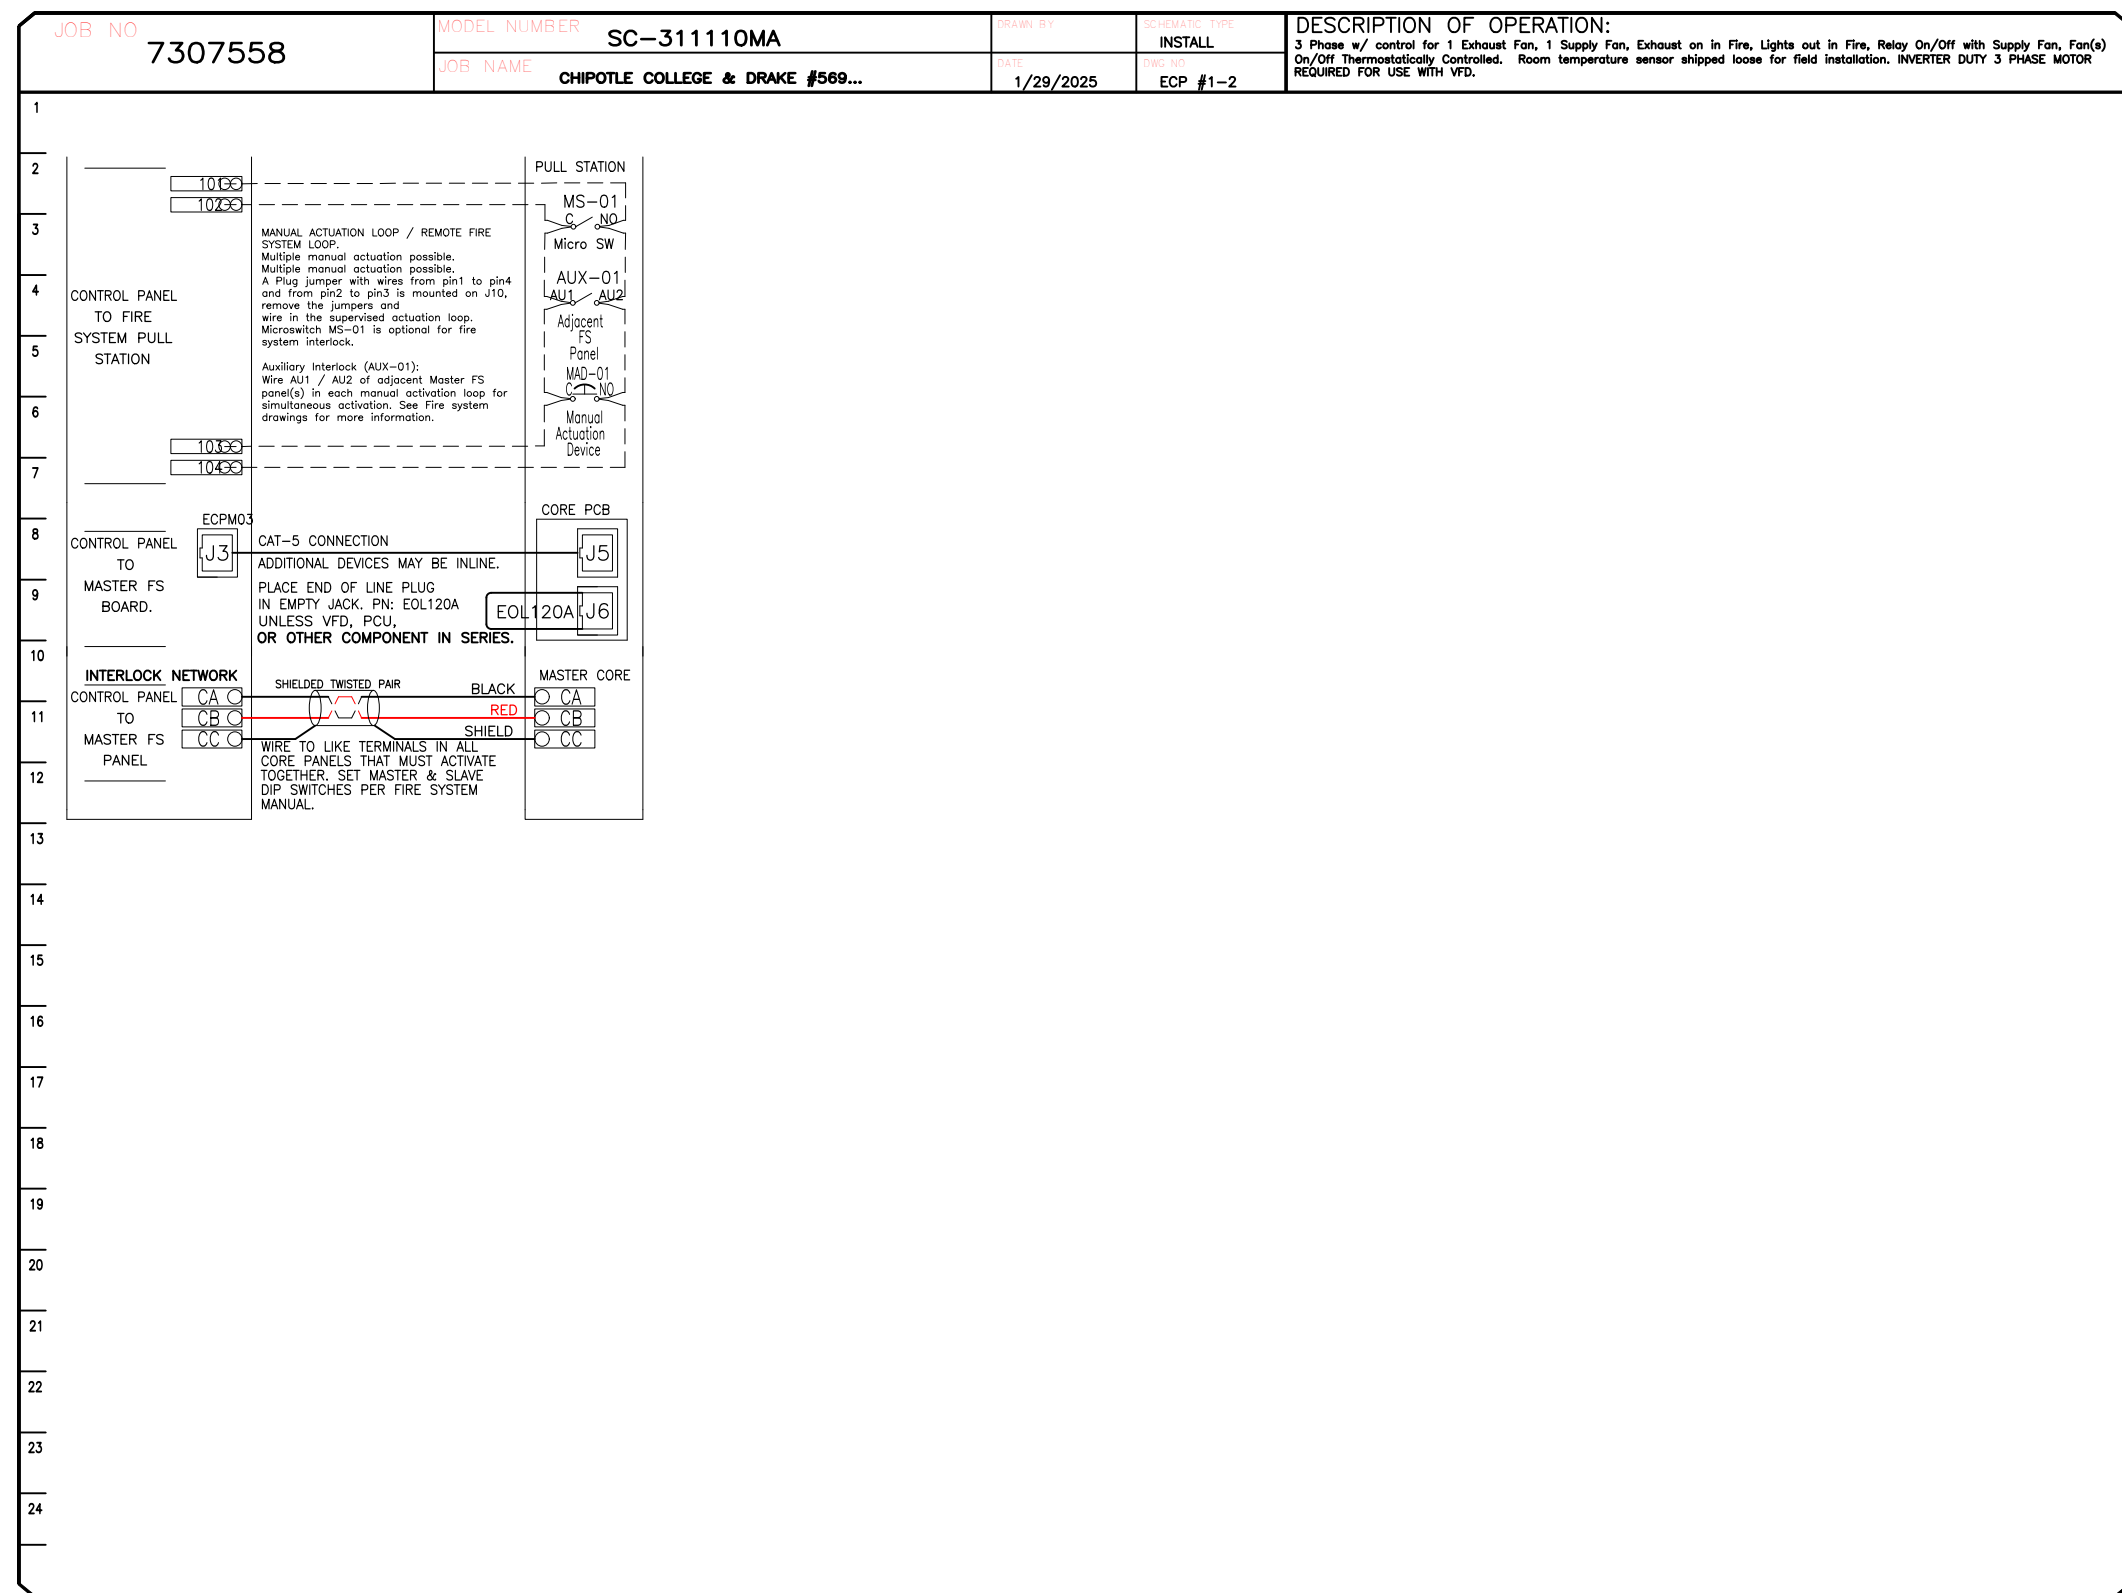 JOB NO
7307558
MODEL NUMBER
SC-311110MA
JOB NAME
CHIPOTLE COLLEGE & DRAKE #569...
DRAWN BY
DATE
1/29/2025
SCHEMATIC TYPE
INSTALL
DWG NO
ECP #1-2
DESCRIPTION OF OPERATION:
3 Phase w/ control for 1 Exhaust Fan, 1 Supply Fan, Exhaust on in Fire, Lights out in Fire, Relay On/Off with Supply Fan, Fan(s)
On/Off Thermostatically Controlled. Room temperature sensor shipped loose for field installation. INVERTER DUTY 3 PHASE MOTOR
REQUIRED FOR USE WITH VFD.
1
2
3
4
5
6
7
8
9
10
11
12
13
14
15
16
17
18
19
20
21
22
23
24
CONTROL PANEL
TO FIRE
SYSTEM PULL
STATION
101
102
103
104
MANUAL ACTUATION LOOP / REMOTE FIRE
SYSTEM LOOP.
Multiple manual actuation possible.
Multiple manual actuation possible.
A Plug jumper with wires from pin1 to pin4
and from pin2 to pin3 is mounted on J10,
remove the jumpers and
wire in the supervised actuation loop.
Microswitch MS-01 is optional for fire
system interlock.
Auxiliary Interlock (AUX-01):
Wire AU1 / AU2 of adjacent Master FS
panel(s) in each manual activation loop for
simultaneous activation. See Fire system
drawings for more information.
PULL STATION
MS-01
C NO
Micro SW
AUX-01
AU1 AU2
Adjacent
FS
Panel
MAD-01
C NO
Manual
Actuation
Device
CONTROL PANEL
TO
MASTER FS
BOARD.
ECPM03
J3
CAT-5 CONNECTION
ADDITIONAL DEVICES MAY BE INLINE.
PLACE END OF LINE PLUG
IN EMPTY JACK. PN: EOL120A
UNLESS VFD, PCU,
OR OTHER COMPONENT IN SERIES.
CORE PCB
J5
EOL120A J6
INTERLOCK NETWORK
CONTROL PANEL
TO
MASTER FS
PANEL
CA
CB
CC
SHIELDED TWISTED PAIR
BLACK
RED
SHIELD
WIRE TO LIKE TERMINALS IN ALL
CORE PANELS THAT MUST ACTIVATE
TOGETHER. SET MASTER & SLAVE
DIP SWITCHES PER FIRE SYSTEM
MANUAL.
MASTER CORE
CA
CB
CC